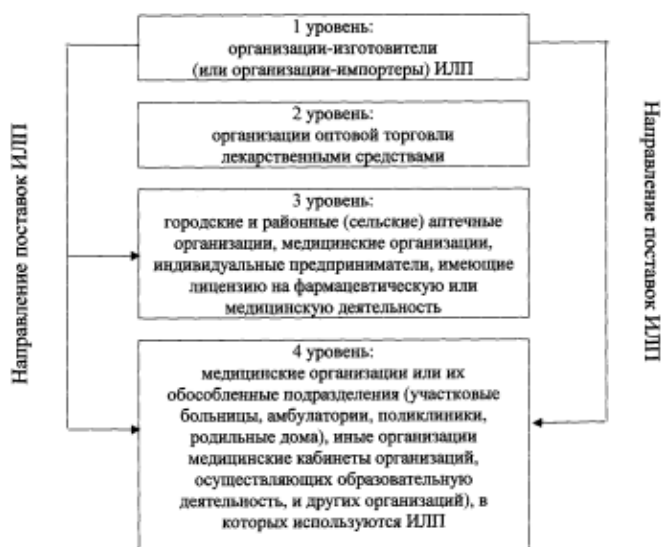 1 уровень:
организации-изготовители
(или организации-импортеры) ИЛП
2 уровень:
организации оптовой торговли
лекарственными средствами
3 уровень:
городские и районные (сельские) аптечные
организации, медицинские организации,
индивидуальные предприниматели, имеющие
лицензию на фармацевтическую или
медицинскую деятельность
4 уровень:
медицинские организации или их
обособленные подразделения (участковые
больницы, амбулатории, поликлиники,
родильные дома), иные организации
медицинские кабинеты организаций,
осуществляющих образовательную
деятельность, и других организаций), в
которых используются ИЛП
Направление поставок ИЛП
Направление поставок ИЛП